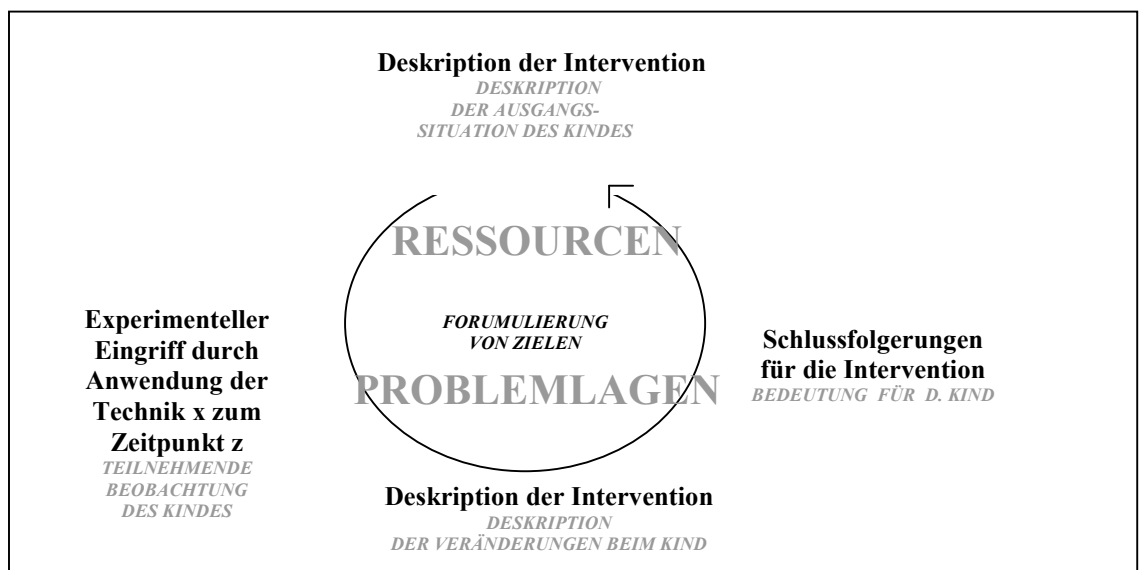 Deskription der Intervention
DESKRIPTION
DER AUSGANGS-
SITUATION DES KINDES
RESSOURCEN
FORUMULIERUNG
VON ZIELEN
PROBLEMLAGEN
Experimenteller
Eingriff durch
Anwendung der
Technik x zum
Zeitpunkt z
TEILNEHMENDE
BEOBACHTUNG
DES KINDES
Schlussfolgerungen
für die Intervention
BEDEUTUNG FÜR D. KIND
Deskription der Intervention
DESKRIPTION
DER VERÄNDERUNGEN BEIM KIND